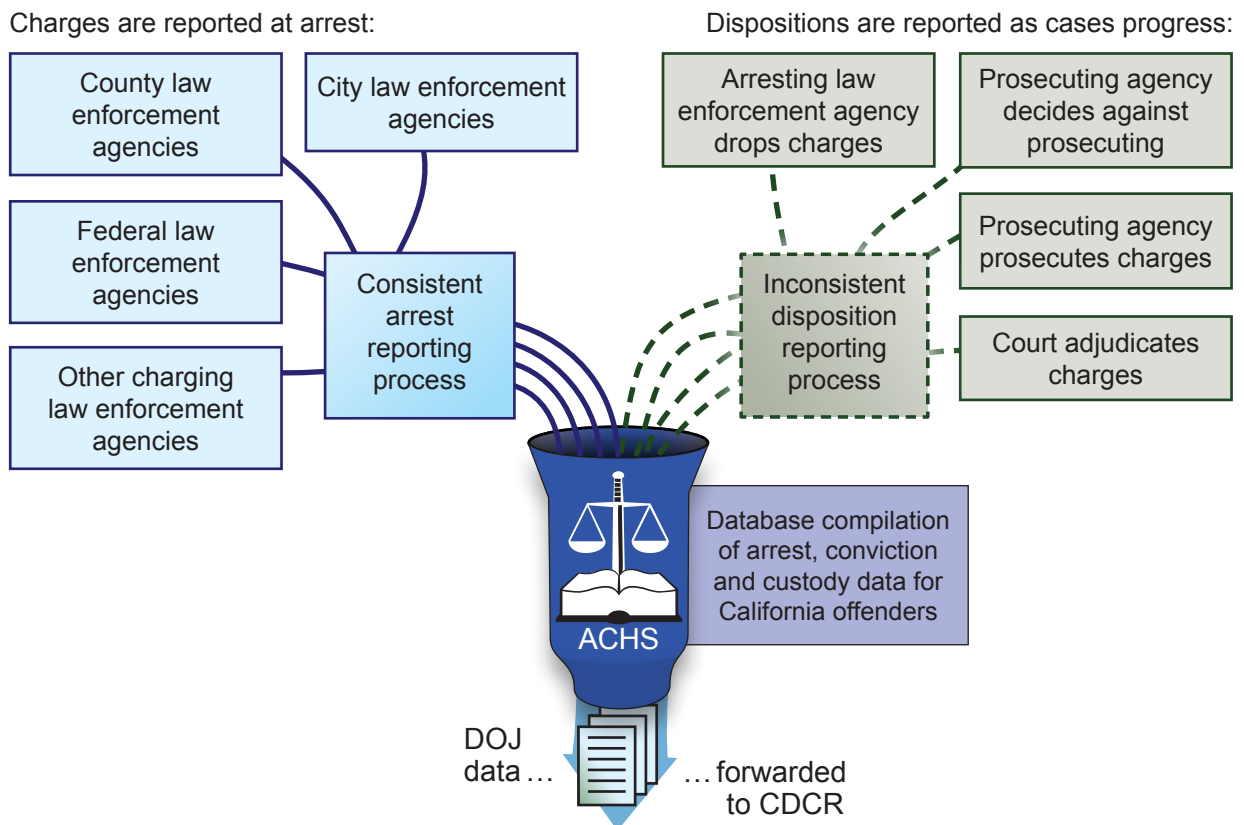 Charges are reported at arrest:
Dispositions are reported as cases progress:
County law
enforcement
agencies
City law enforcement
agencies
Federal law
enforcement
agencies
Other charging
law enforcement
agencies
Consistent
arrest
reporting
process
Arresting law
enforcement agency
drops charges
Prosecuting agency
decides against
prosecuting
Prosecuting agency
prosecutes charges
Court adjudicates
charges
Inconsistent
disposition
reporting
process
ACHS
Database compilation
of arrest, conviction
and custody data for
California offenders
DOJ
data ...
... forwarded
to CDCR